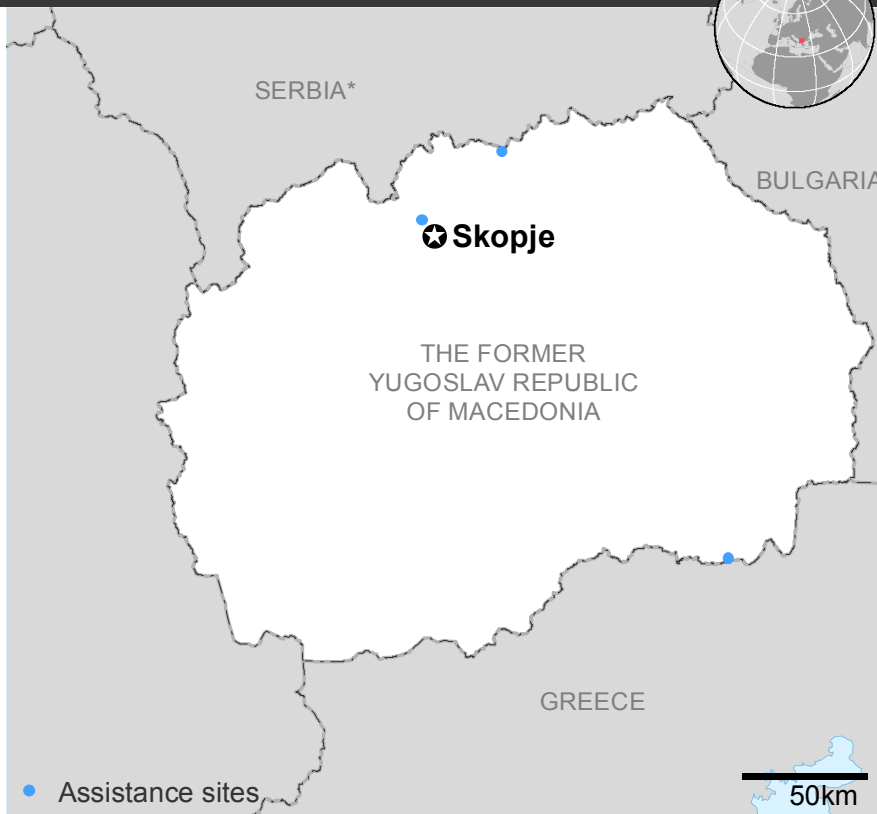 SERBIA*
BULGARIA
Skopje
THE FORMER
YUGOSLAV REPUBLIC
OF MACEDONIA
GREECE
Assistance sites
50km